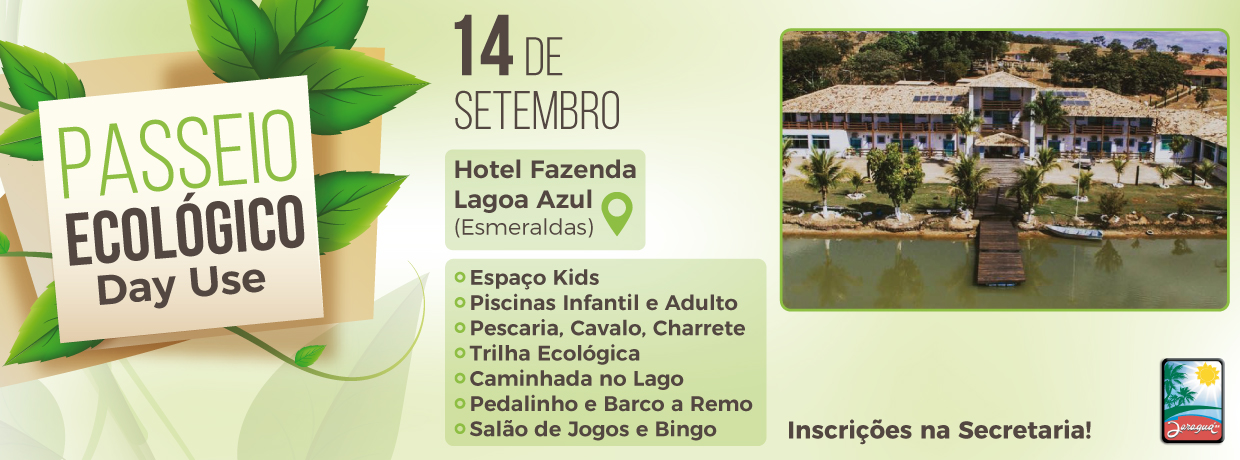 PASSEIO
ECOLÓGICO
Day Use
14 DE
SETEMBRO
Hotel Fazenda
Lagoa Azul
(Esmeraldas)
Espaço Kids
Piscinas Infantil e Adulto
Pescaria, Cavalo, Charrete
Trilha Ecológica
Caminhada no Lago
Pedalinho e Barco a Remo
Salão de Jogos e Bingo
Inscrições na Secretaria!
Jaraguá